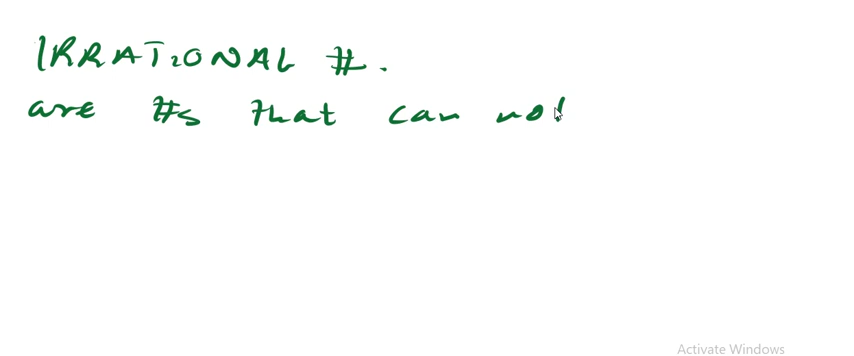 IRRATIONAL #.
are #s that can not
Activate Windows